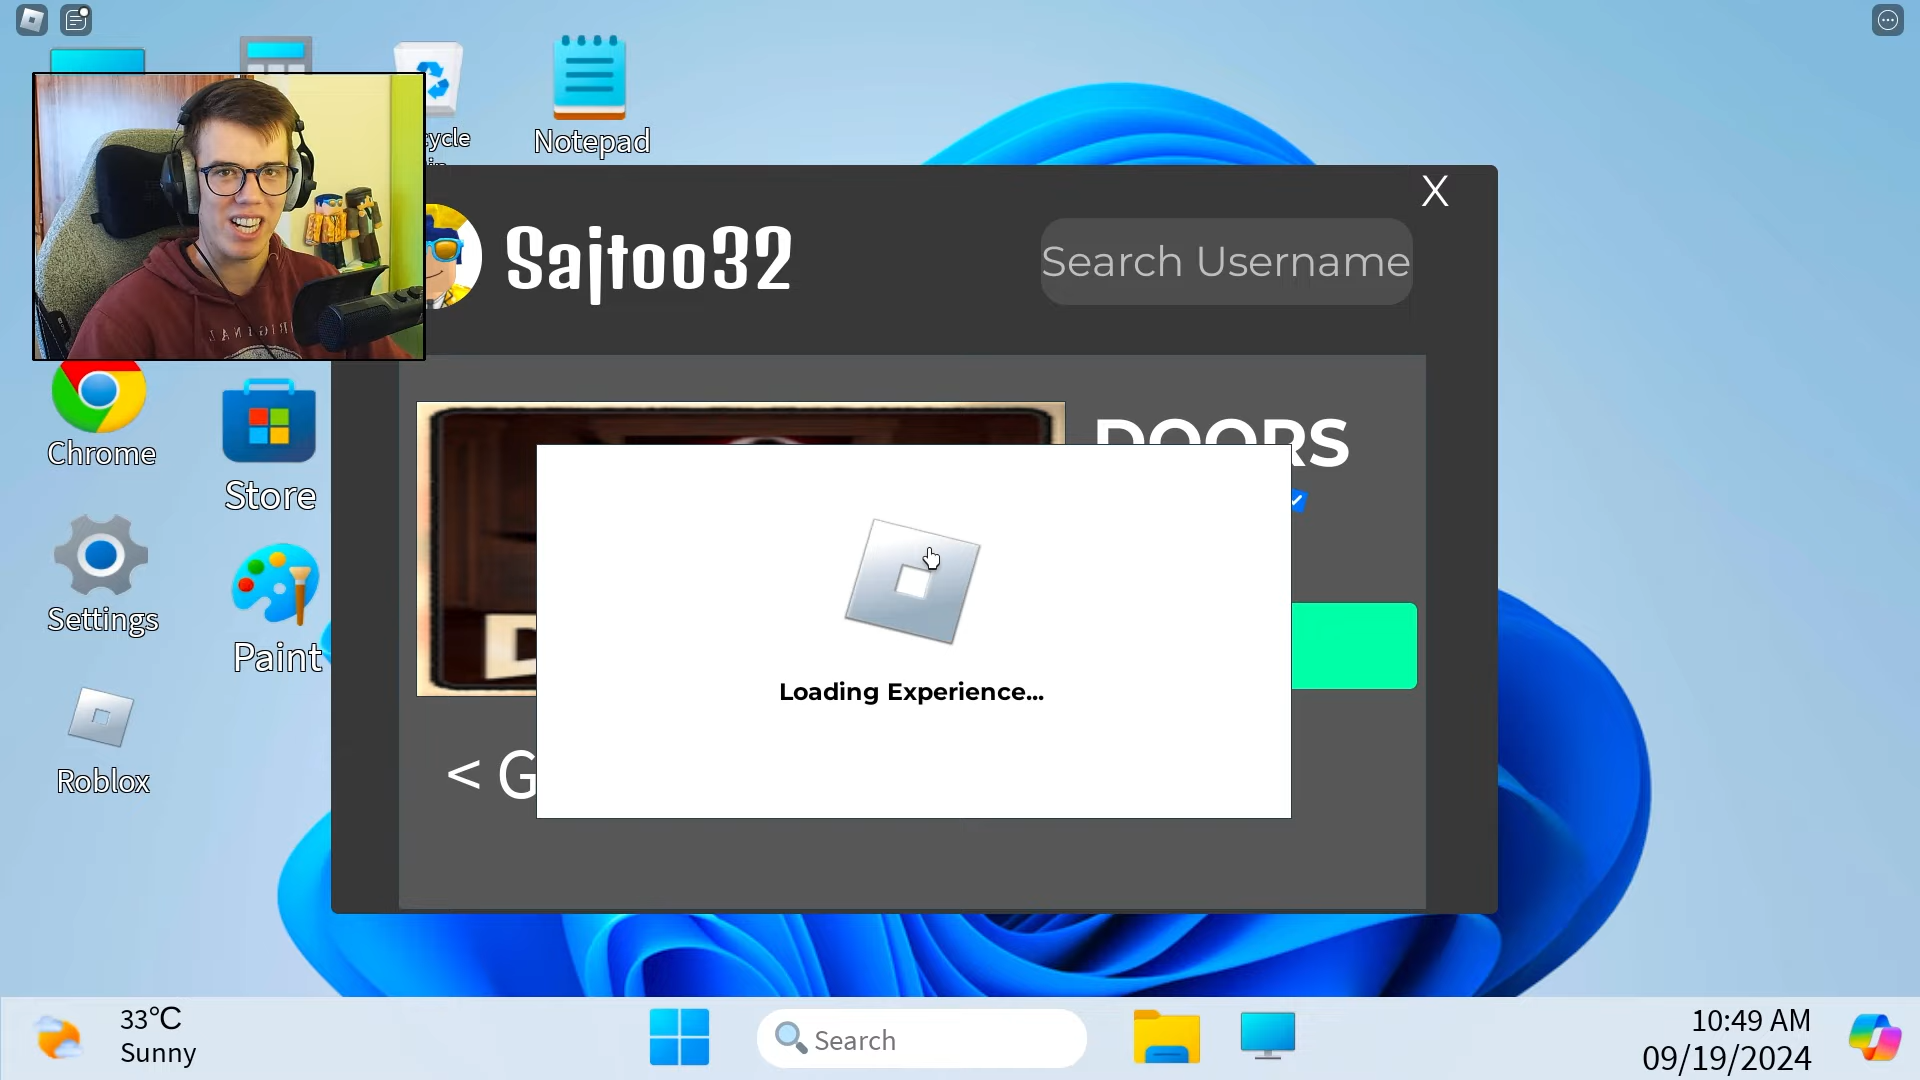 Notepad
X
Sajtoo32
Search Username
DOORS
Chrome
Store
Settings
Paint
Loading Experience...
Roblox
< G
33°C
Sunny
Search
10:49 AM
09/19/2024